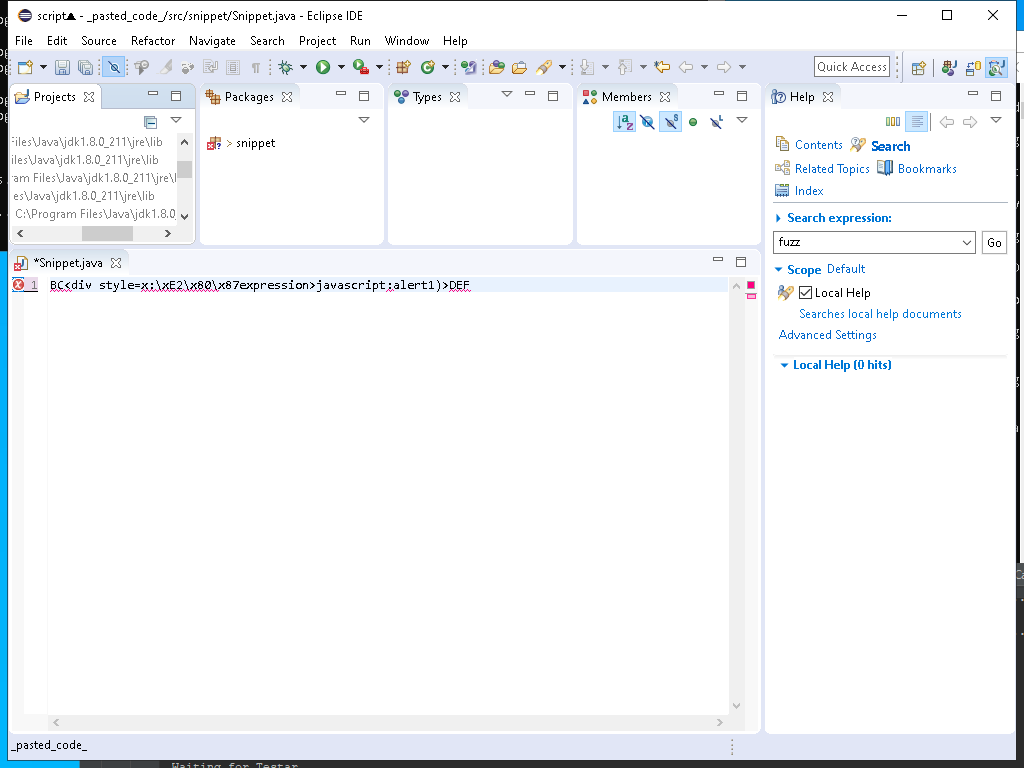 script▲ - _pasted_code_/src/snippet/Snippet.java - Eclipse IDE
File Edit Source Refactor Navigate Search Project Run Window Help
Quick Access
Projects
Packages
Types
Members
Help
Files\Java\jdk1.8.0_211\jre\lib
iles\Java\jdk1.8.0_211\jre\lib
ram Files\Java\jdk1.8.0_211\jre\l
es\Java\jdk1.8.0_211\jre\lib
C:\Program Files\Java\jdk1.8.0
> snippet
Contents Search
Related Topics Bookmarks
Index
Search expression:
fuzz Go
Scope Default
Local Help
Searches local help documents
Advanced Settings
Local Help (0 hits)
*Snippet.java
1 BC<div style=x:\xE2\x80\x87expression>javascript:alert1)>DEF
_pasted_code_
Waiting for Testar